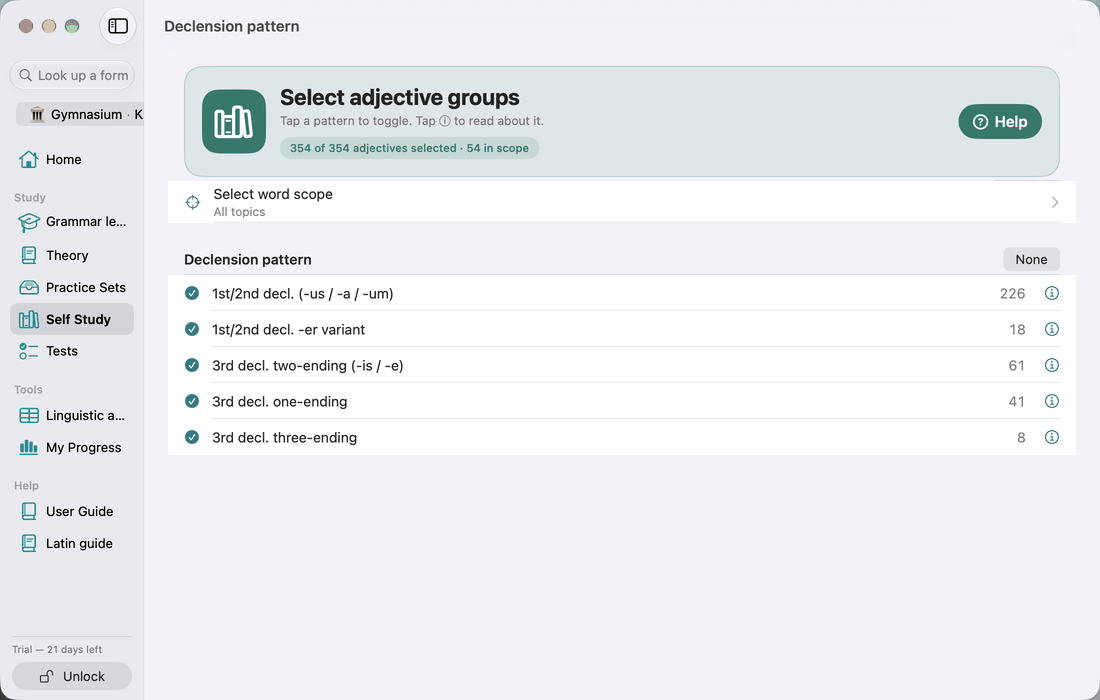 Declension pattern
Look up a form
Gymnasium · K
Home
Study
Grammar le...
Theory
Practice Sets
Self Study
Tests
Tools
Linguistic a...
My Progress
Help
User Guide
Latin guide
Trial — 21 days left
Unlock
Select adjective groups
Tap a pattern to toggle. Tap ⓘ to read about it.
354 of 354 adjectives selected · 54 in scope
Help
Select word scope
All topics
Declension pattern
None
1st/2nd decl. (-us / -a / -um) 226
1st/2nd decl. -er variant 18
3rd decl. two-ending (-is / -e) 61
3rd decl. one-ending 41
3rd decl. three-ending 8